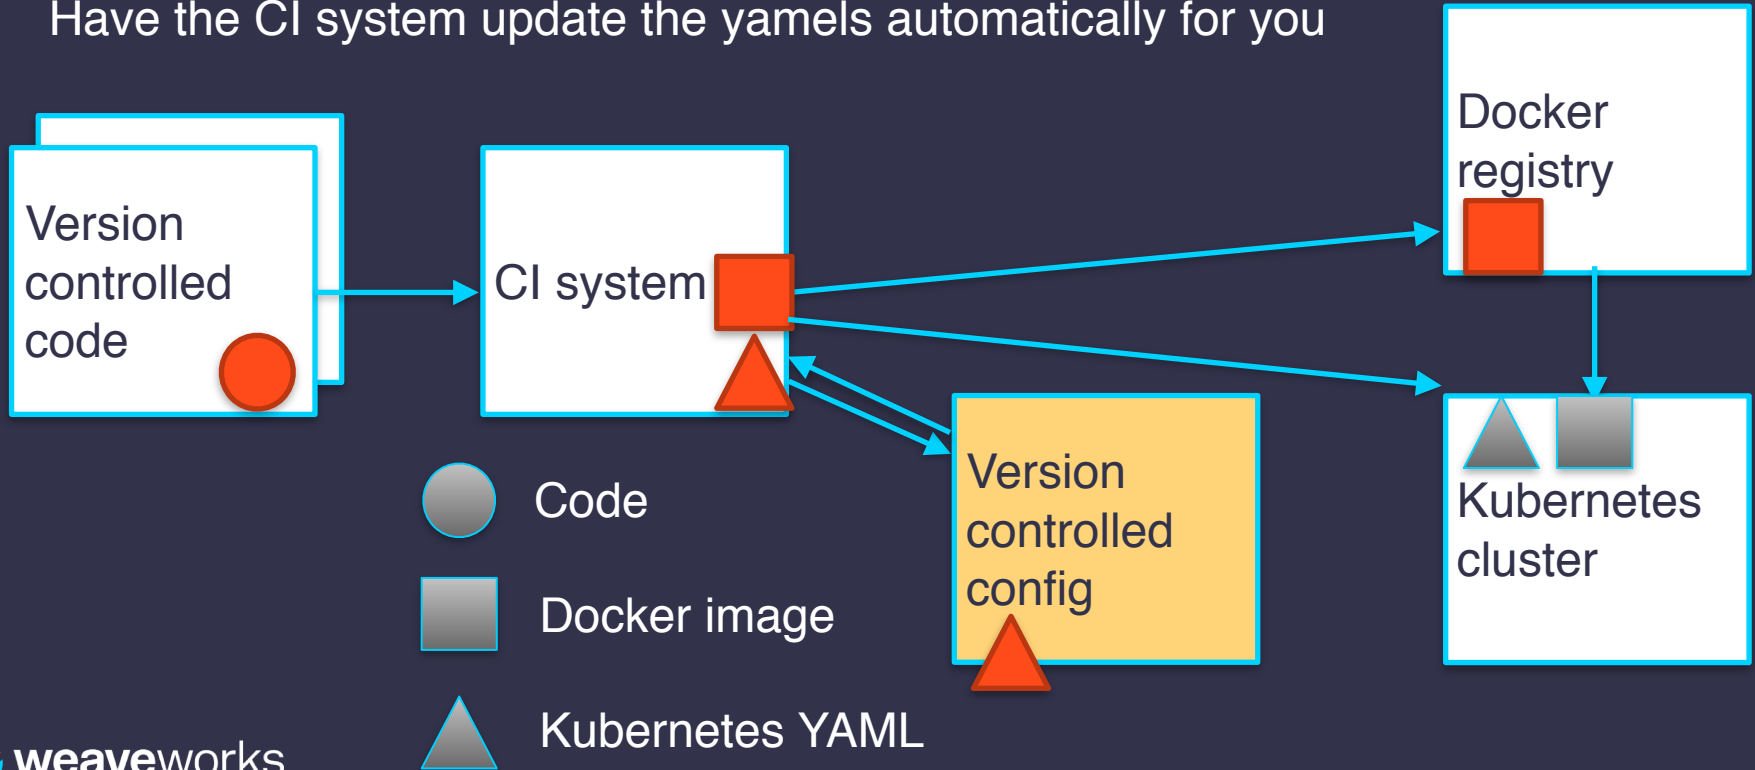 Have the CI system update the yamels automatically for you
Docker
registry
Version
controlled
code
CI system
Version
controlled
config
Kubernetes
cluster
Code
Docker image
Kubernetes YAML
weaveworks